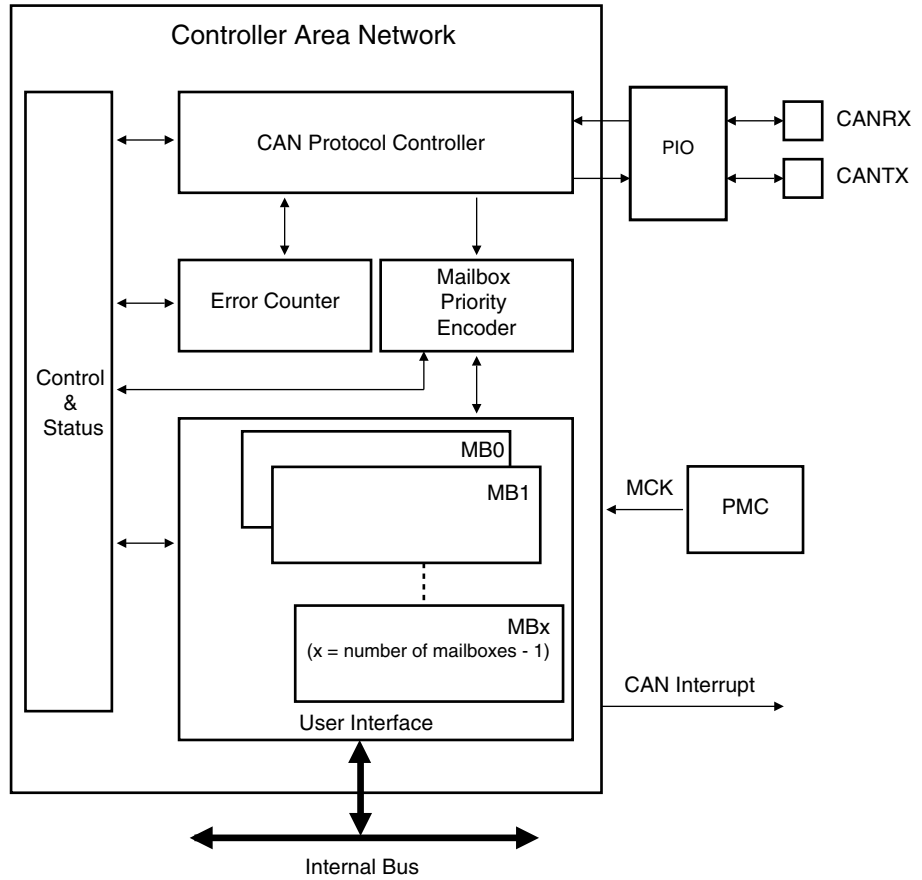 Controller Area Network
CAN Protocol Controller
PIO
CANRX
CANTX
Error Counter
Mailbox
Priority
Encoder
Control
&
Status
MB0
MB1
MCK
PMC
MBx
(x = number of mailboxes - 1)
CAN Interrupt
User Interface
Internal Bus